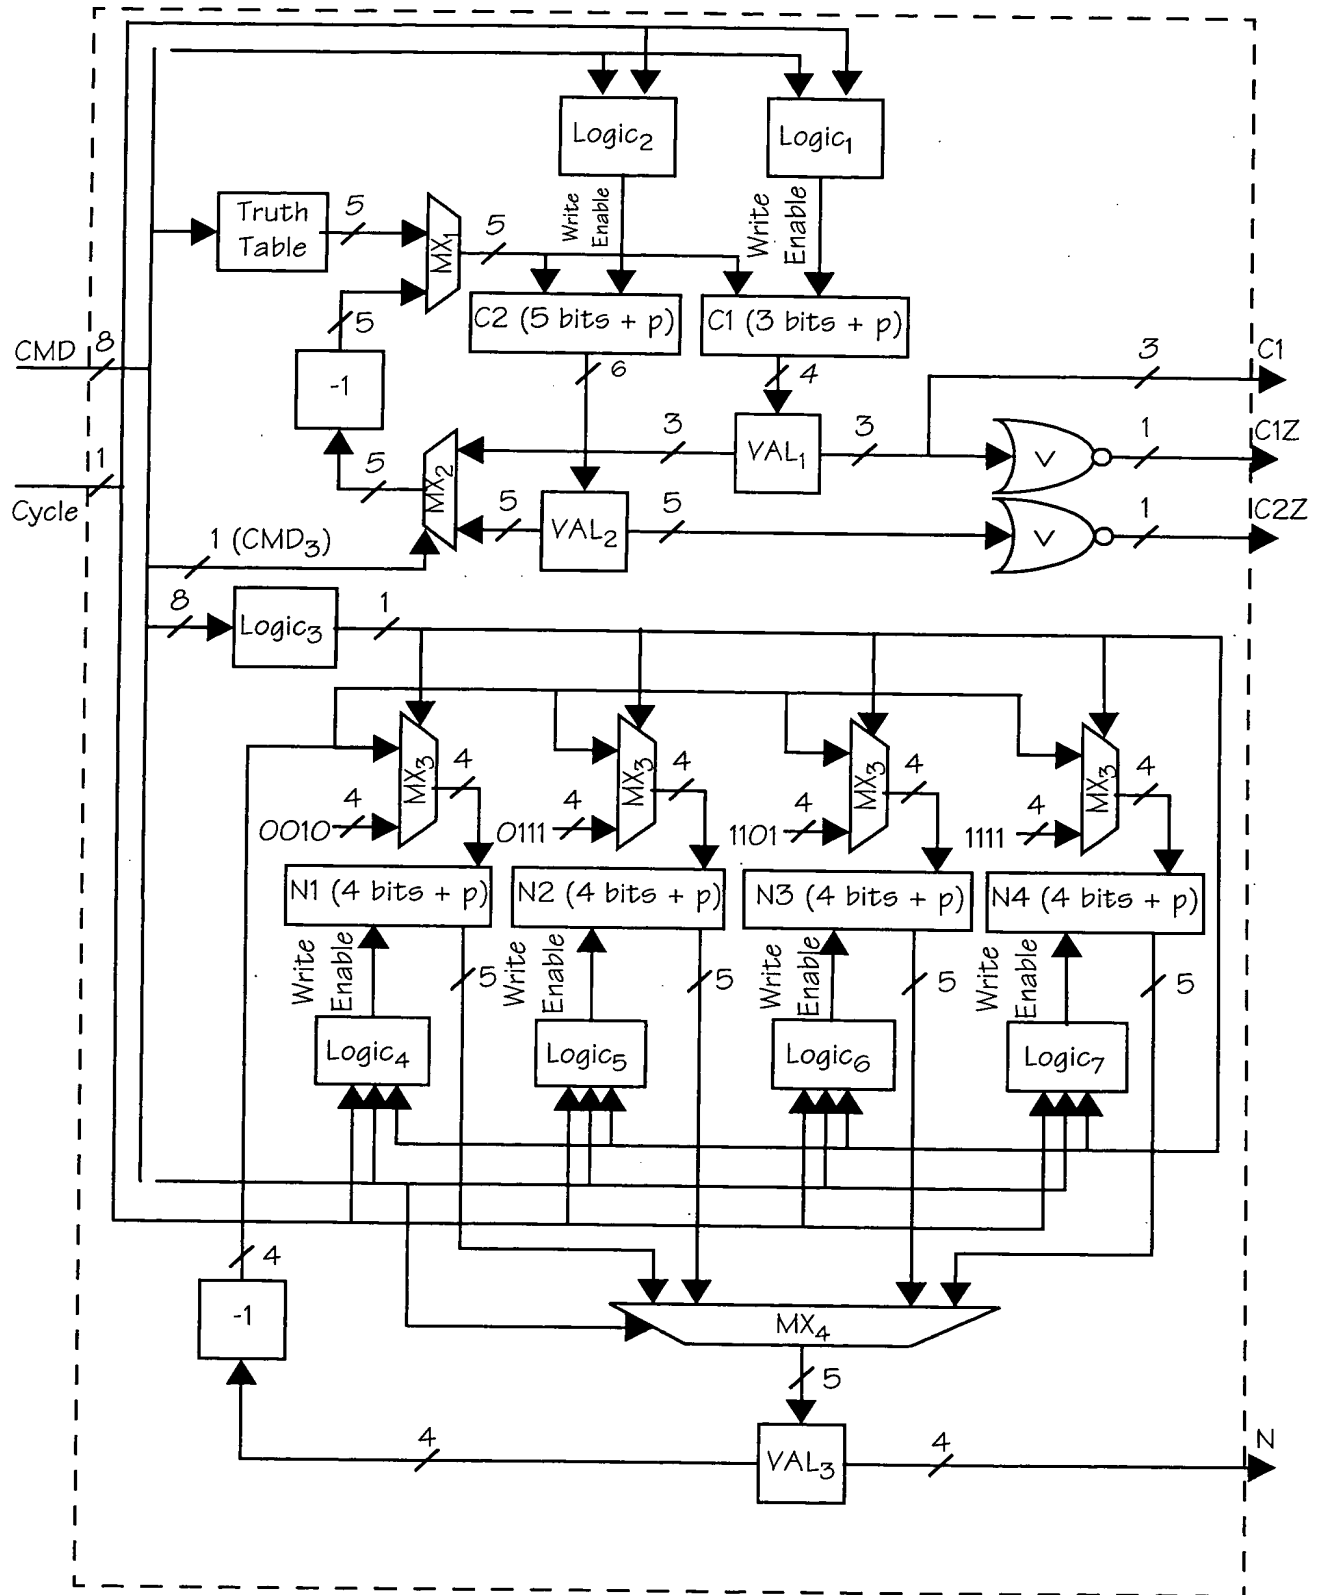 Logic2
Logic1
Write
Enable
Write
Enable
Truth
Table
5
MX1
5
C2 (5 bits + p)
C1 (3 bits + p)
5
CMD
8
-1
6
4
3
C1
3
VAL1
3
V
1
C1Z
1
Cycle
5
MX2
5
VAL2
5
V
1
C2Z
1 (CMD3)
8
Logic3
1
MX3
4
MX3
4
MX3
4
MX3
4
0010
4
0111
4
1101
4
1111
4
N1 (4 bits + p)
N2 (4 bits + p)
N3 (4 bits + p)
N4 (4 bits + p)
Write
Enable
5
Write
Enable
5
Write
Enable
5
Write
Enable
5
Logic4
Logic5
Logic6
Logic7
4
-1
MX4
5
4
VAL3
4
N